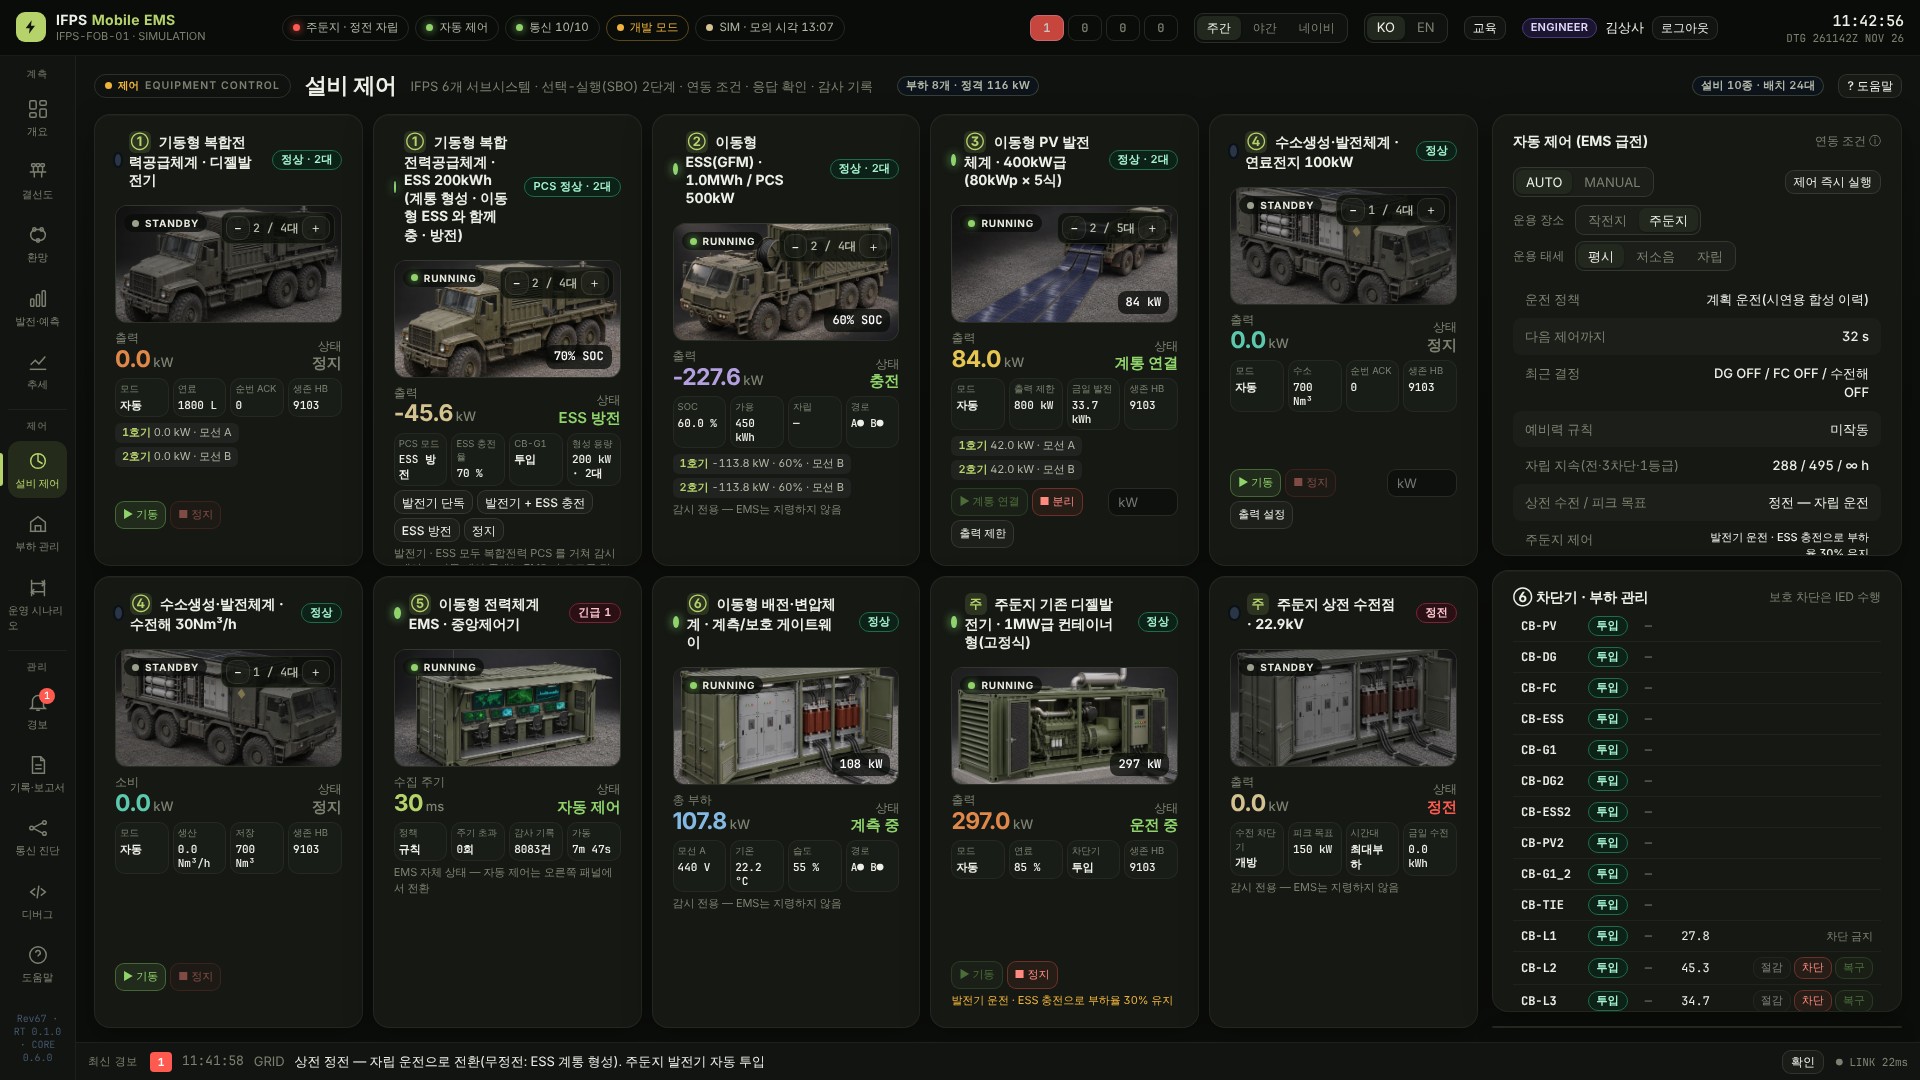 IFPS Mobile EMS
IFPS-FOB-01 · SIMULATION
주둔지 · 정전 자립
자동 제어
통신 10/10
개발 모드
SIM · 모의 시각 13:07
1
0
0
0
주간
야간
네이비
KO
EN
교육
ENGINEER
김상사
로그아웃
11:42:56
DTG 261142Z NOV 26
계측
개요
결선도
환망
발전·예측
추세
제어
설비 제어
부하 관리
운영 시나리오
관리
경보
1
기록·보고서
통신 진단
디버그
도움말
Rev67 ·
RT 0.1.0
· CORE
0.6.0
제어 EQUIPMENT CONTROL
설비 제어
IFPS 6개 서브시스템 · 선택-실행(SBO) 2단계 · 연동 조건 · 응답 확인 · 감사 기록
부하 8개 · 정격 116 kW
설비 10종 · 배치 24대
? 도움말
① 기동형 복합전
력공급체계 · 디젤발
전기
정상 · 2대
STANDBY
− 2 / 4대 +
출력
0.0 kW
상태
정지
모드
자동
연료
1800 L
순번 ACK
0
생존 HB
9103
1호기 0.0 kW · 모선 A
2호기 0.0 kW · 모선 B
▶ 기동
■ 정지
① 기동형 복합
전력공급체계 ·
ESS 200kWh
(계통 형성 · 이동
형 ESS 와 함께
충 · 방전)
PCS 정상 · 2대
RUNNING
− 2 / 4대 +
70% SOC
출력
-45.6 kW
상태
ESS 방전
PCS 모드
ESS 방
전
ESS 충전
율
70 %
CB-G1
투입
형성 용량
200 kW
· 2대
발전기 단독
발전기 + ESS 충전
ESS 방전
정지
발전기 · ESS 모두 복합전력 PCS 를 거쳐 감시
② 이동형
ESS(GFM) ·
1.0MWh / PCS
500kW
정상 · 2대
RUNNING
− 2 / 4대 +
60% SOC
출력
-227.6 kW
상태
충전
SOC
60.0 %
가용
450
kWh
자립
—
경로
A● B●
1호기 -113.8 kW · 60% · 모선 B
2호기 -113.8 kW · 60% · 모선 B
감시 전용 — EMS는 지령하지 않음
③ 이동형 PV 발전
체계 · 400kW급
(80kWp × 5식)
정상 · 2대
RUNNING
− 2 / 5대 +
84 kW
출력
84.0 kW
상태
계통 연결
모드
자동
출력 제한
800 kW
금일 발전
33.7
kWh
생존 HB
9103
1호기 42.0 kW · 모선 A
2호기 42.0 kW · 모선 B
▶ 계통 연결
■ 분리
kW
출력 제한
④ 수소생성·발전체계 ·
연료전지 100kW
정상
STANDBY
− 1 / 4대 +
출력
0.0 kW
상태
정지
모드
자동
수소
700
Nm³
순번 ACK
0
생존 HB
9103
▶ 기동
■ 정지
kW
출력 설정
④ 수소생성·발전체계 ·
수전해 30Nm³/h
정상
STANDBY
− 1 / 4대 +
소비
0.0 kW
상태
정지
모드
자동
생산
0.0
Nm³/h
저장
700
Nm³
생존 HB
9103
▶ 기동
■ 정지
⑤ 이동형 전력체계
EMS · 중앙제어기
긴급 1
RUNNING
수집 주기
30 ms
상태
자동 제어
정책
규칙
주기 초과
0회
감사 기록
8083건
가동
7m 47s
EMS 자체 상태 — 자동 제어는 오른쪽 패널에
서 전환
⑥ 이동형 배전·변압체
계 · 계측/보호 게이트웨
이
정상
RUNNING
108 kW
총 부하
107.8 kW
상태
계측 중
모선 A
440 V
기온
22.2
°C
습도
55 %
경로
A● B●
감시 전용 — EMS는 지령하지 않음
주 주둔지 기존 디젤발
전기 · 1MW급 컨테이너
형(고정식)
정상
RUNNING
297 kW
출력
297.0 kW
상태
운전 중
모드
자동
연료
85 %
차단기
투입
생존 HB
9103
▶ 기동
■ 정지
발전기 운전 · ESS 충전으로 부하율 30% 유지
주 주둔지 상전 수전점
· 22.9kV
정전
STANDBY
출력
0.0 kW
상태
정전
수전 차단
기
개방
피크 목표
150 kW
시간대
최대부
하
금일 수전
0.0
kWh
감시 전용 — EMS는 지령하지 않음
자동 제어 (EMS 급전)
연동 조건 ⓘ
AUTO
MANUAL
제어 즉시 실행
운용 장소
작전지
주둔지
운용 태세
평시
저소음
자립
운전 정책
계획 운전(시연용 합성 이력)
다음 제어까지
32 s
최근 결정
DG OFF / FC OFF / 수전해
OFF
예비력 규칙
미작동
자립 지속(전·3차단·1등급)
288 / 495 / ∞ h
상전 수전 / 피크 목표
정전 — 자립 운전
주둔지 제어
발전기 운전 · ESS 충전으로 부하
율 30% 유지
⑥ 차단기 · 부하 관리
보호 차단은 IED 수행
CB-PV 투입 —
CB-DG 투입 —
CB-FC 투입 —
CB-ESS 투입 —
CB-G1 투입 —
CB-DG2 투입 —
CB-ESS2 투입 —
CB-PV2 투입 —
CB-G1_2 투입 —
CB-TIE 투입 —
CB-L1 투입 — 27.8 차단 금지
CB-L2 투입 — 45.3 절감 차단 복구
CB-L3 투입 — 34.7 절감 차단 복구
최신 경보
1
11:41:58
GRID
상전 정전 — 자립 운전으로 전환(무정전: ESS 계통 형성). 주둔지 발전기 자동 투입
확인
LINK 22ms